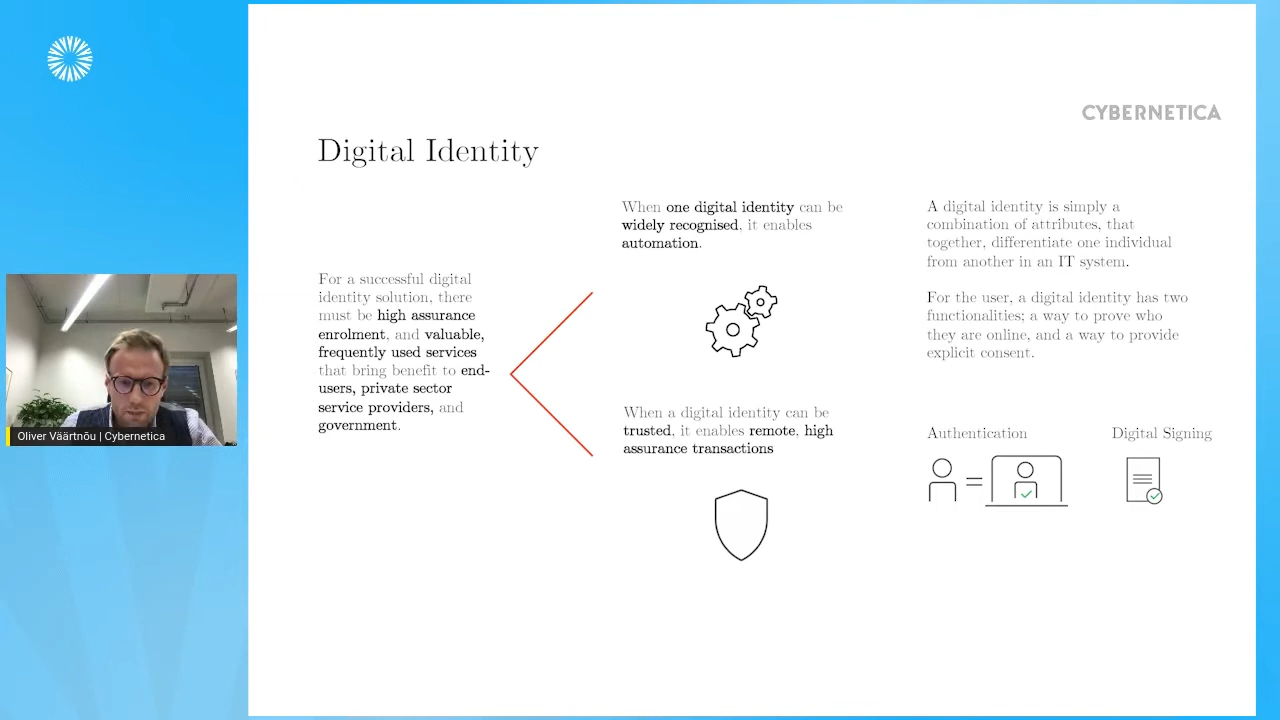 CYBERNETICA
Digital Identity
For a successful digital
identity solution, there
must be high assurance
enrolment, and valuable,
frequently used services
that bring benefit to end-
users, private sector
service providers, and
government.
When one digital identity can be
widely recognised, it enables
automation.
When a digital identity can be
trusted, it enables remote, high
assurance transactions
A digital identity is simply a
combination of attributes, that
together, differentiate one individual
from another in an IT system.
For the user, a digital identity has two
functionalities; a way to prove who
they are online, and a way to provide
explicit consent.
Authentication
Digital Signing
Oliver Väärtnõu | Cybernetica